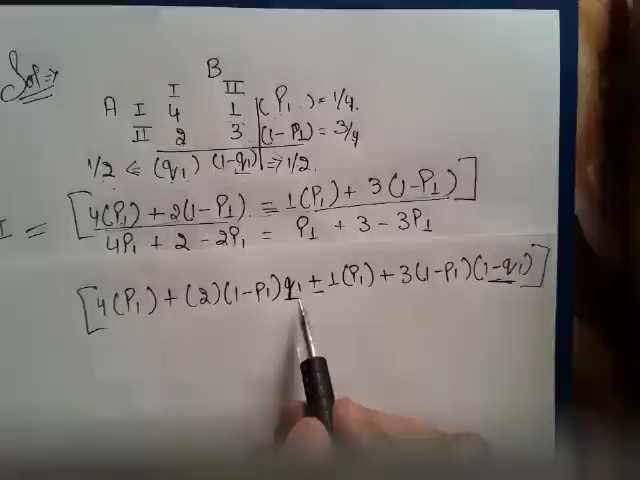 Sol⇒
B
I II
A I 4 1 (P₁) = 1/4.
II 2 3 (1-P₁) = 3/4
1/2 ⇐ (q₁) (1-q₁) ⇒ 1/2.
I = [4(P₁) + 2(1-P₁) = 1(P₁) + 3(1-P₁)]
4P₁ + 2 - 2P₁ = P₁ + 3 - 3P₁
[4(P₁) + (2)(1-P₁)q₁ + 1(P₁) + 3(1-P₁)(1-q₁)]